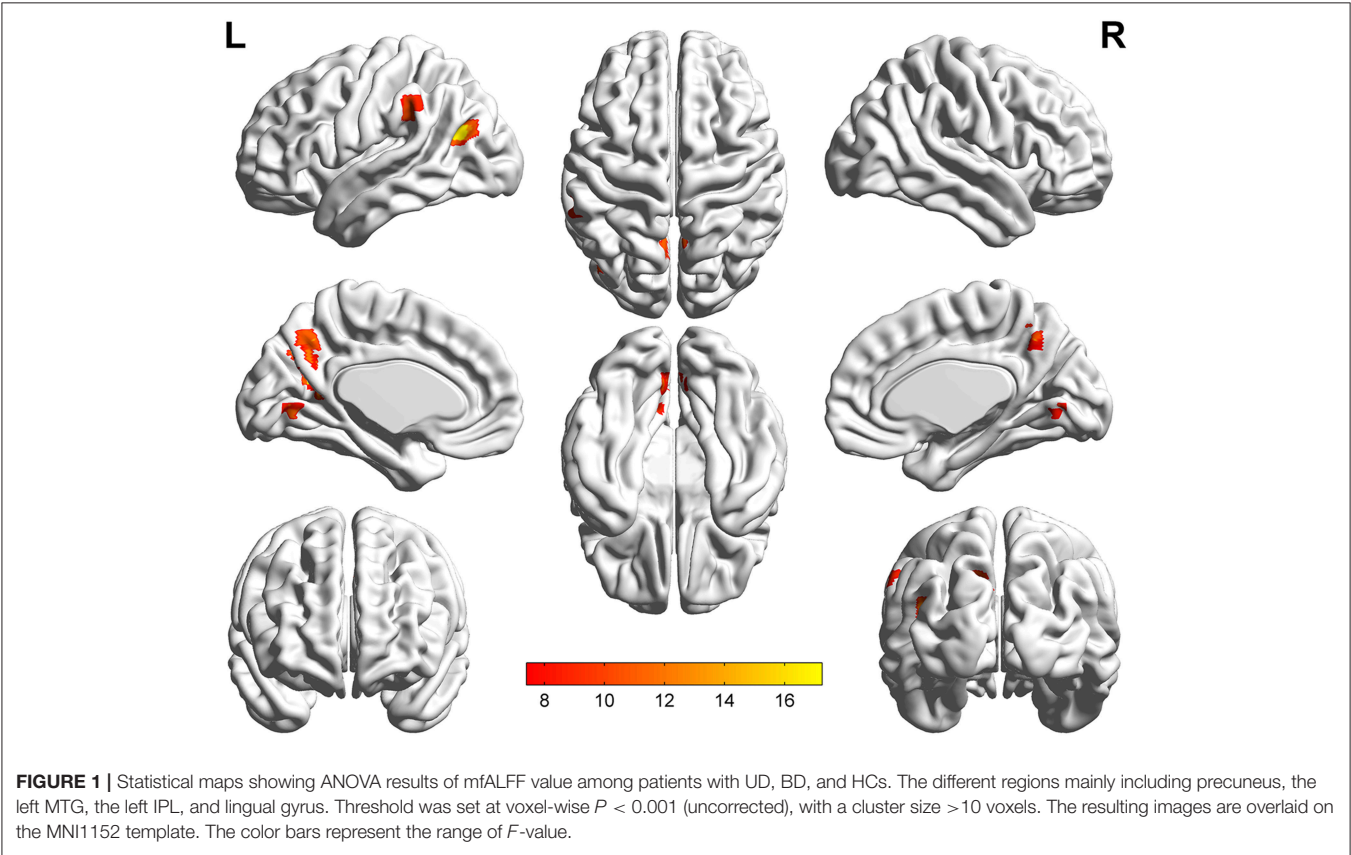 L
R
8 10 12 14 16
FIGURE 1 | Statistical maps showing ANOVA results of mfALFF value among patients with UD, BD, and HCs. The different regions mainly including precuneus, the
left MTG, the left IPL, and lingual gyrus. Threshold was set at voxel-wise P < 0.001 (uncorrected), with a cluster size >10 voxels. The resulting images are overlaid on
the MNI1152 template. The color bars represent the range of F-value.